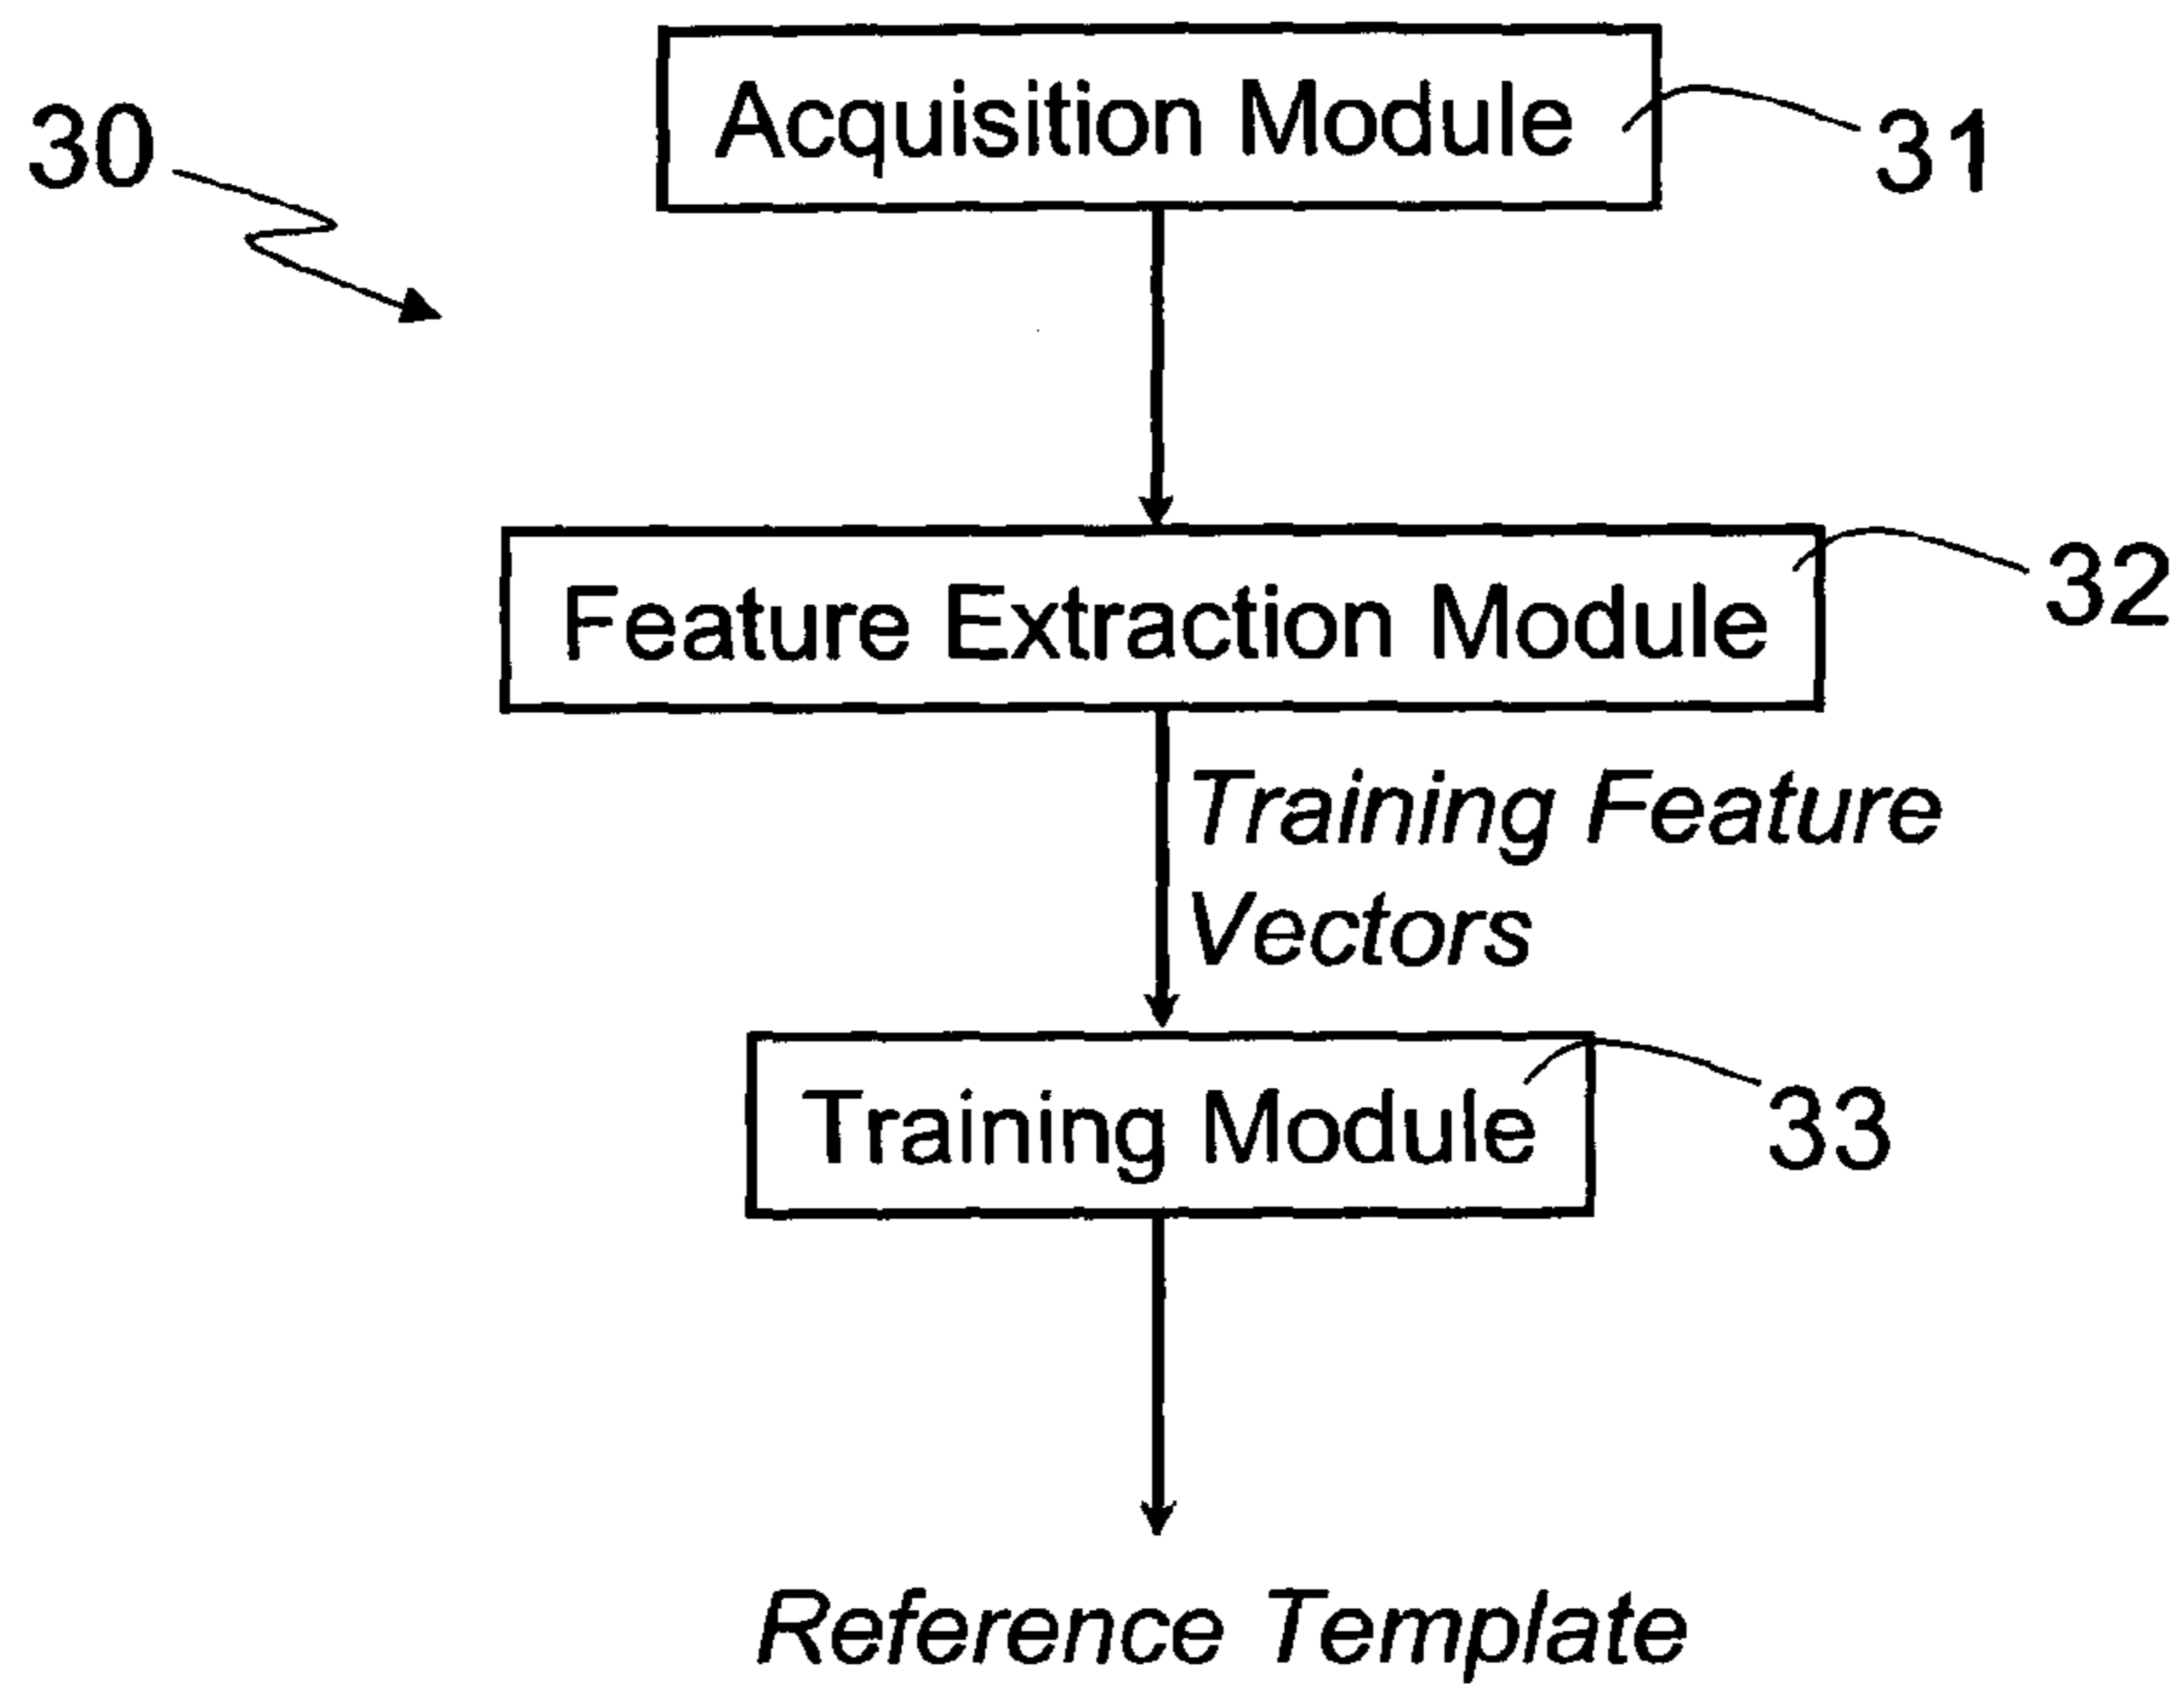 Acquisition Module
30
31
Feature Extraction Module
32
Training Feature
Vectors
Training Module
33
Reference Template